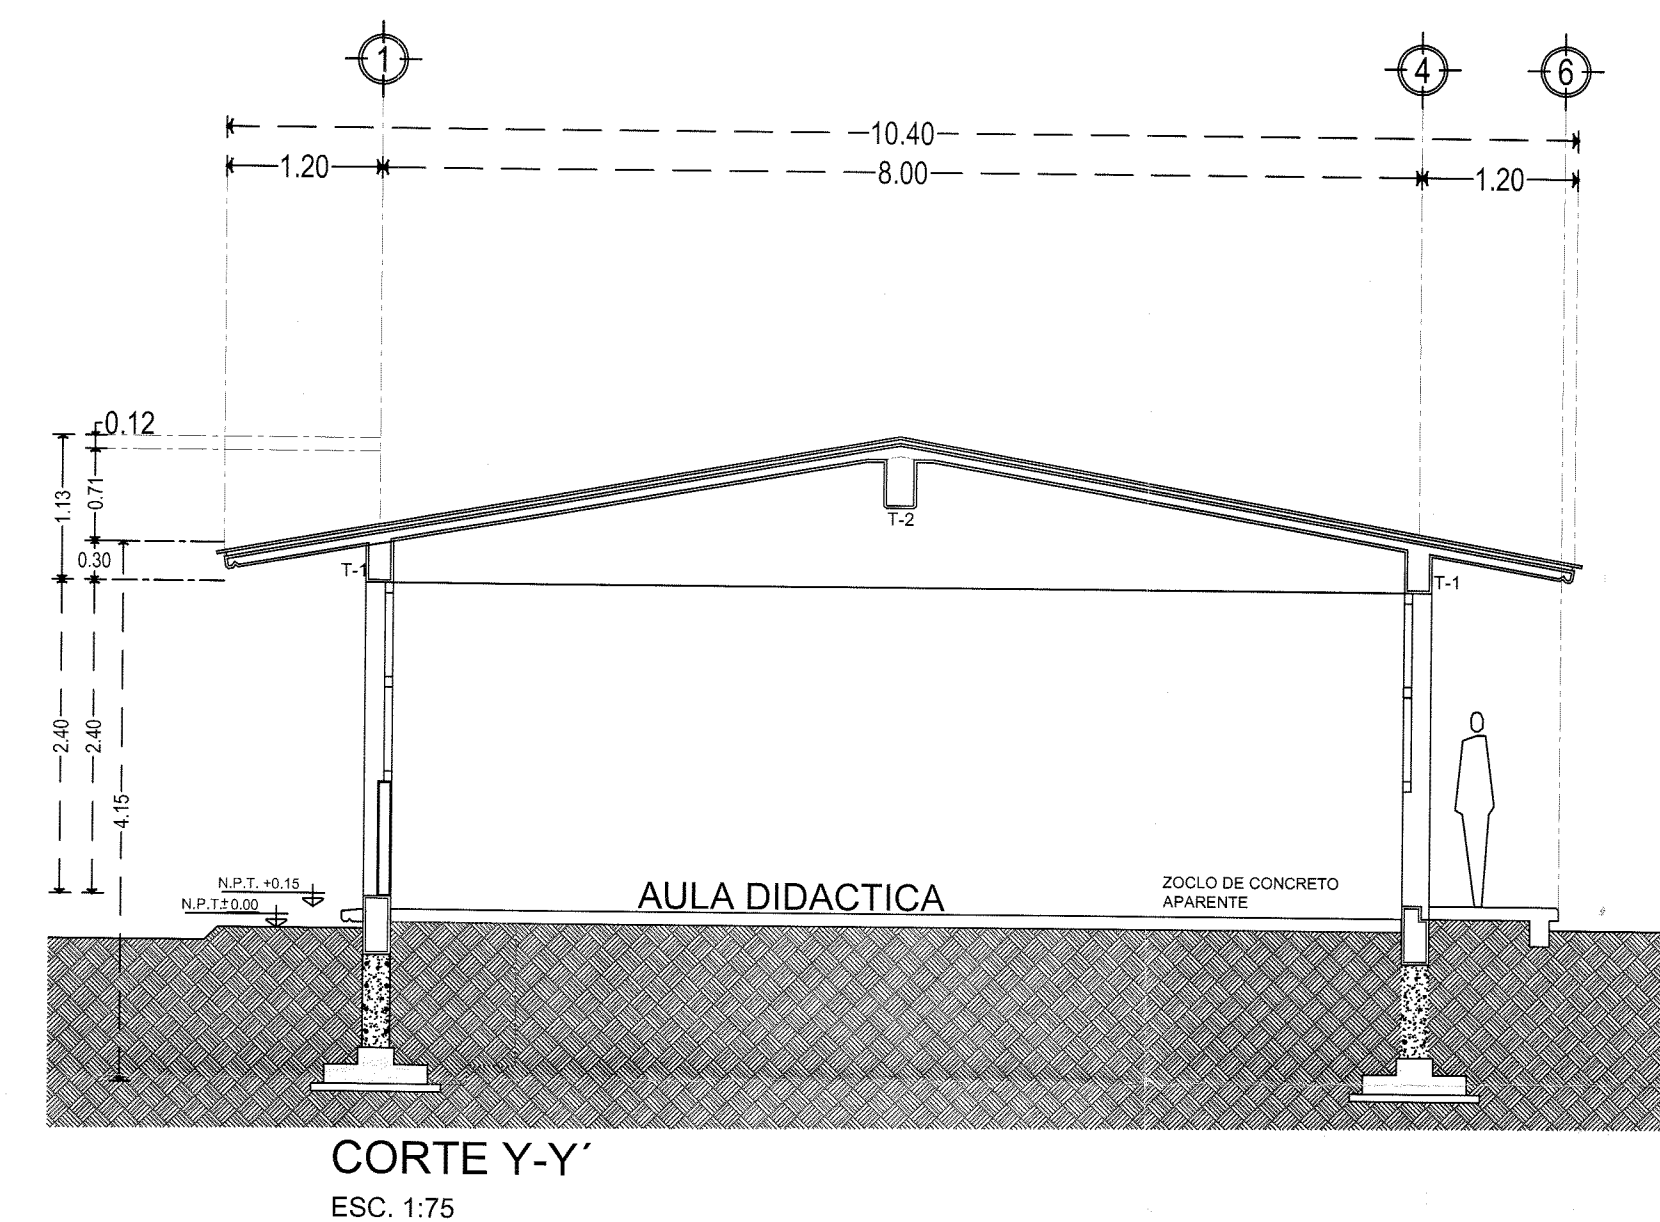 1
4
6
10.40
1.20
8.00
1.20
0.12
1.13
0.71
0.30
T-2
T-1
T-1
2.40
2.40
4.15
N.P.T. +0.15
N.P.T.±0.00
AULA DIDACTICA
ZOCLO DE CONCRETO
APARENTE
CORTE Y-Y´
ESC. 1:75